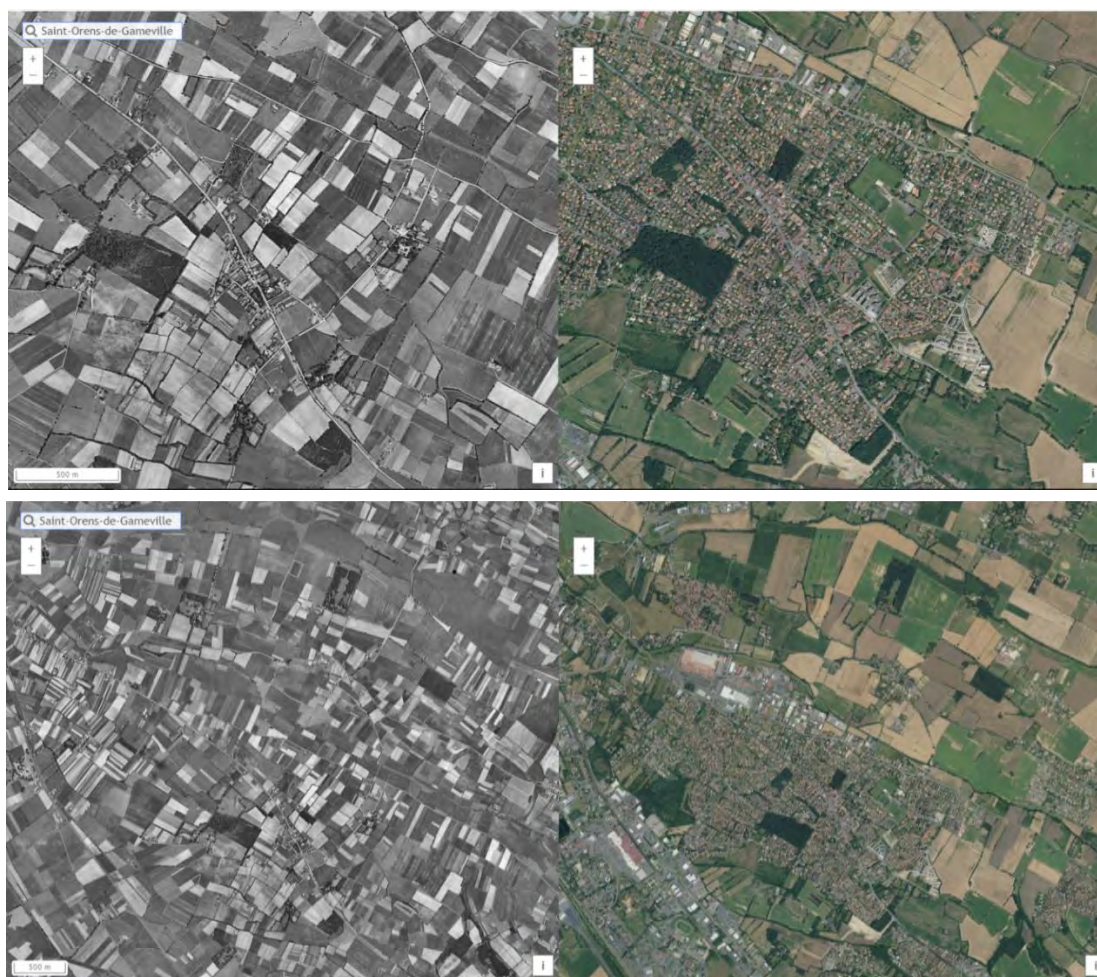 Saint-Orens-de-Gameville
+
−
+
−
500 m
i
i
Saint-Orens-de-Gameville
+
−
+
−
500 m
i
i